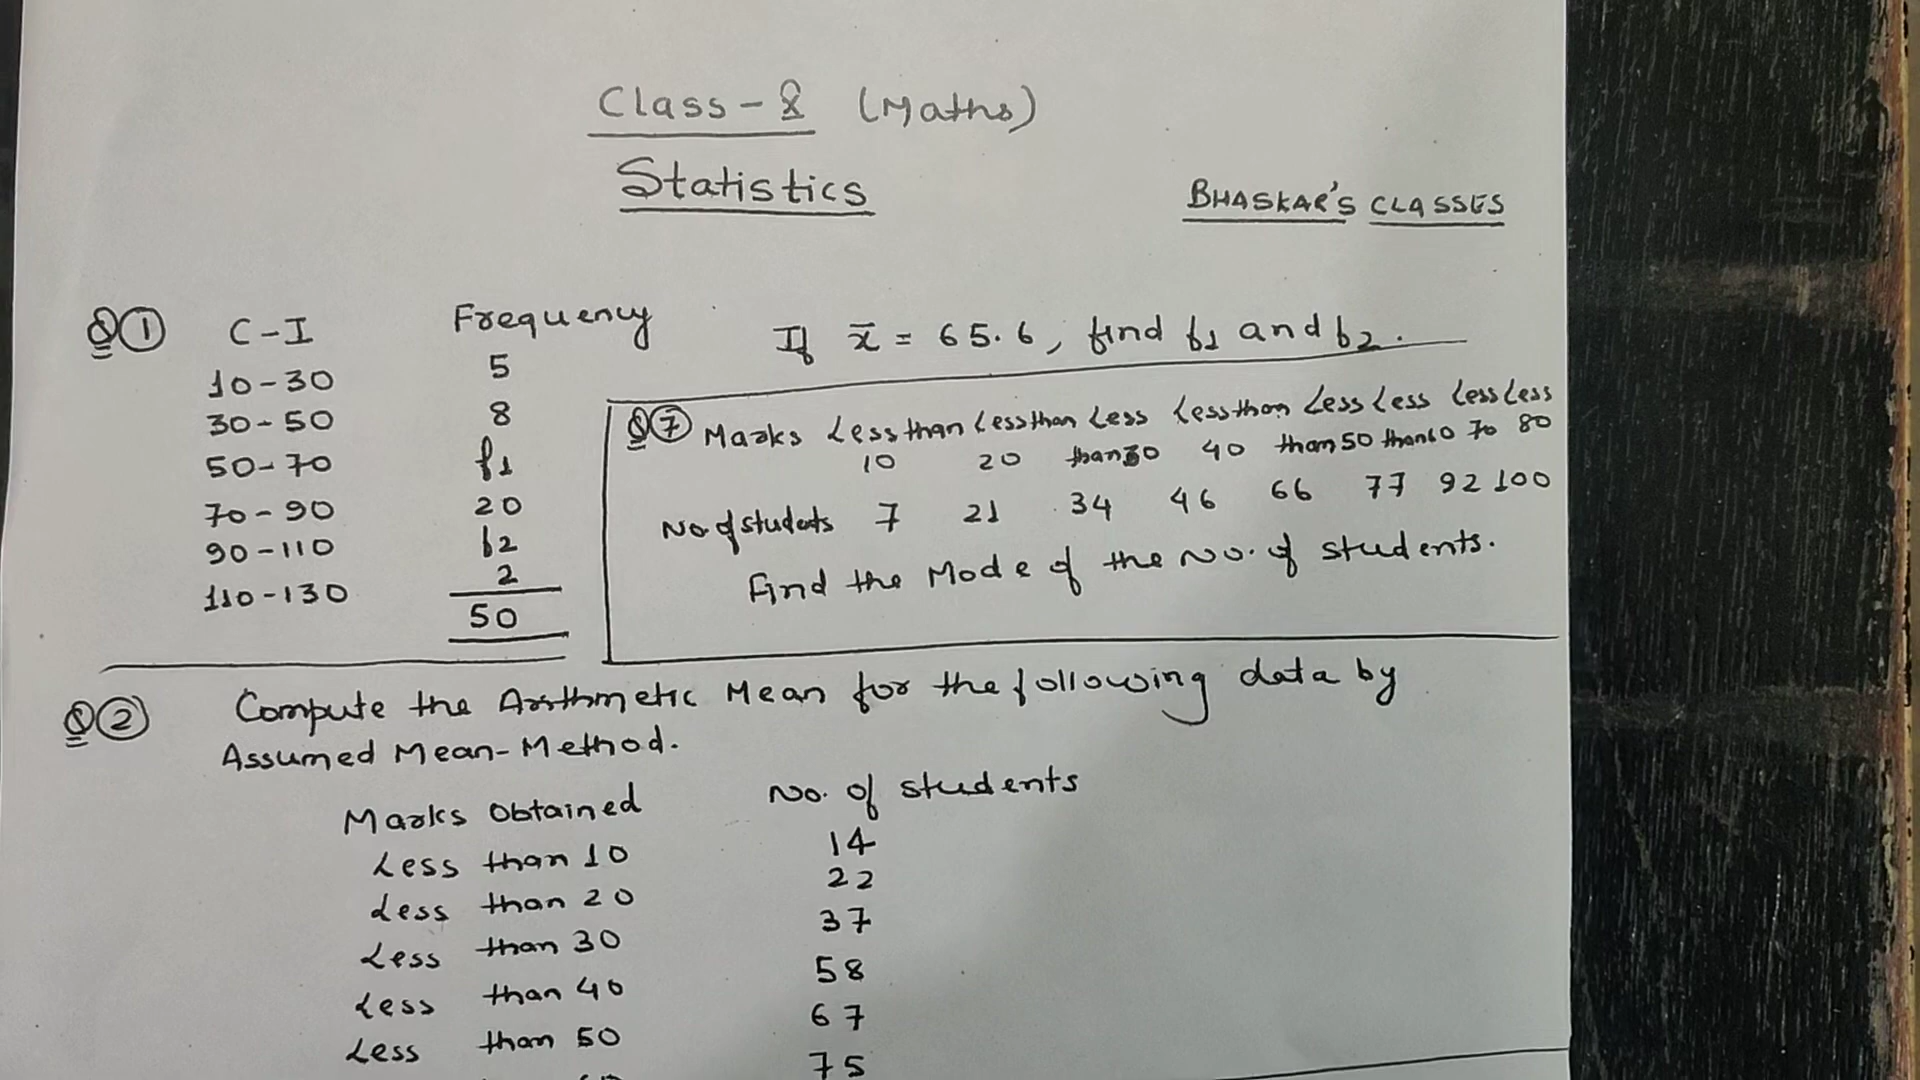 Class-X (Maths)
Statistics
BHASKAR'S CLASSES
Q1 C-I Frequency
10-30 5
30-50 8
50-70 f1
70-90 20
90-110 f2
110-130 2
50
If x̄ = 65.6, find f1 and f2.
Q7 Marks Less than Less than Less Less than Less Less Less Less
10 20 than 30 40 than 50 than 60 70 80
No of students 7 21 34 46 66 77 92 100
Find the Mode of the No. of students.
Q2 Compute the Arithmetic Mean for the following data by
Assumed Mean-Method.
Marks Obtained No. of students
Less than 10 14
Less than 20 22
Less than 30 37
Less than 40 58
Less than 50 67
75